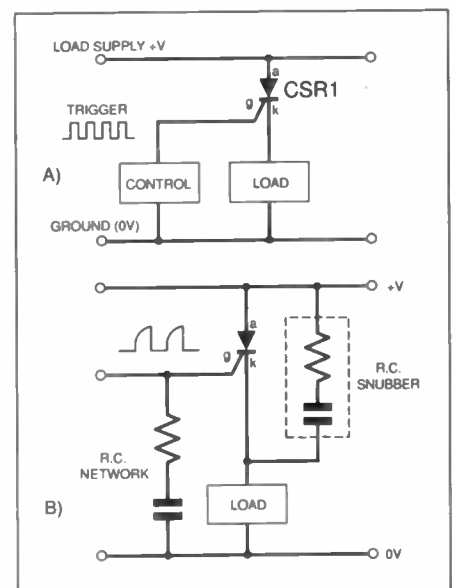 LOAD SUPPLY +V
a
CSR1
g
k
TRIGGER
A)
CONTROL
LOAD
GROUND (0V)
+V
a
g
k
R.C.
SNUBBER
R.C.
NETWORK
LOAD
B)
0V